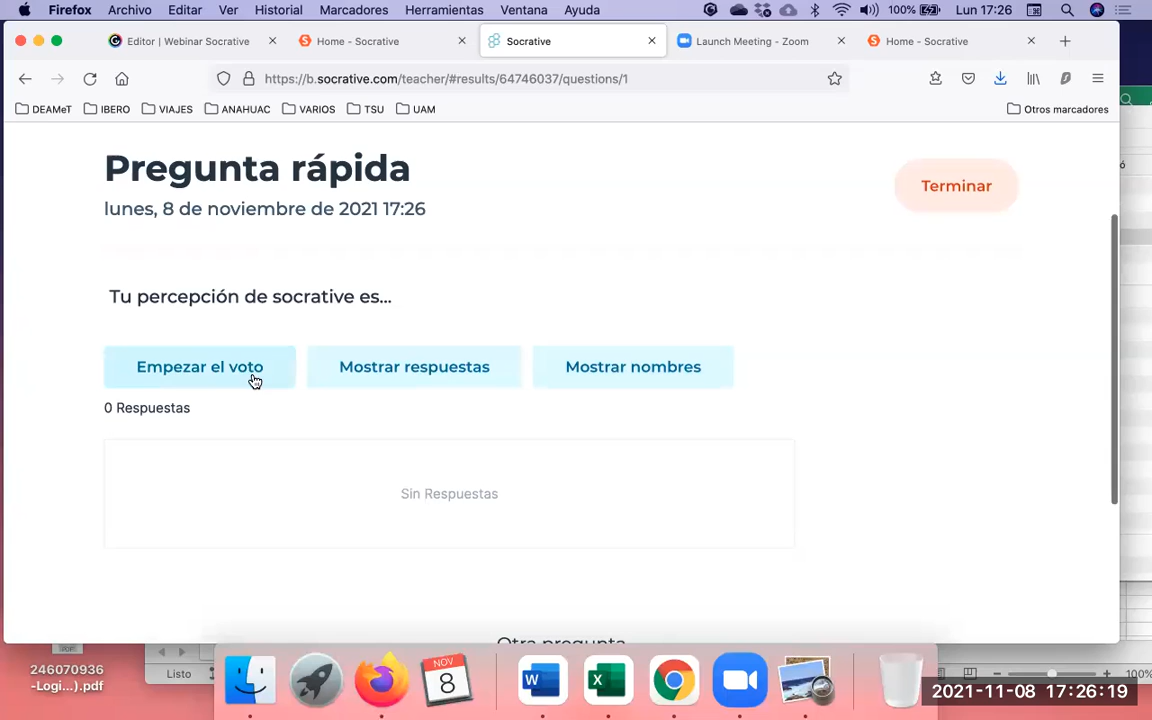 Firefox Archivo Editar Ver Historial Marcadores Herramientas Ventana Ayuda 100% Lun 17:26
Editor | Webinar Socrative Home - Socrative Socrative Launch Meeting - Zoom Home - Socrative
https://b.socrative.com/teacher/#results/64746037/questions/1
DEAMeT IBERO VIAJES ANAHUAC VARIOS TSU UAM Otros marcadores
Pregunta rápida
Terminar
lunes, 8 de noviembre de 2021 17:26
Tu percepción de socrative es...
Empezar el voto Mostrar respuestas Mostrar nombres
0 Respuestas
Sin Respuestas
Otra pregunta
246070936
-Logi...).pdf
Listo
100%
NOV
8
2021-11-08 17:26:19